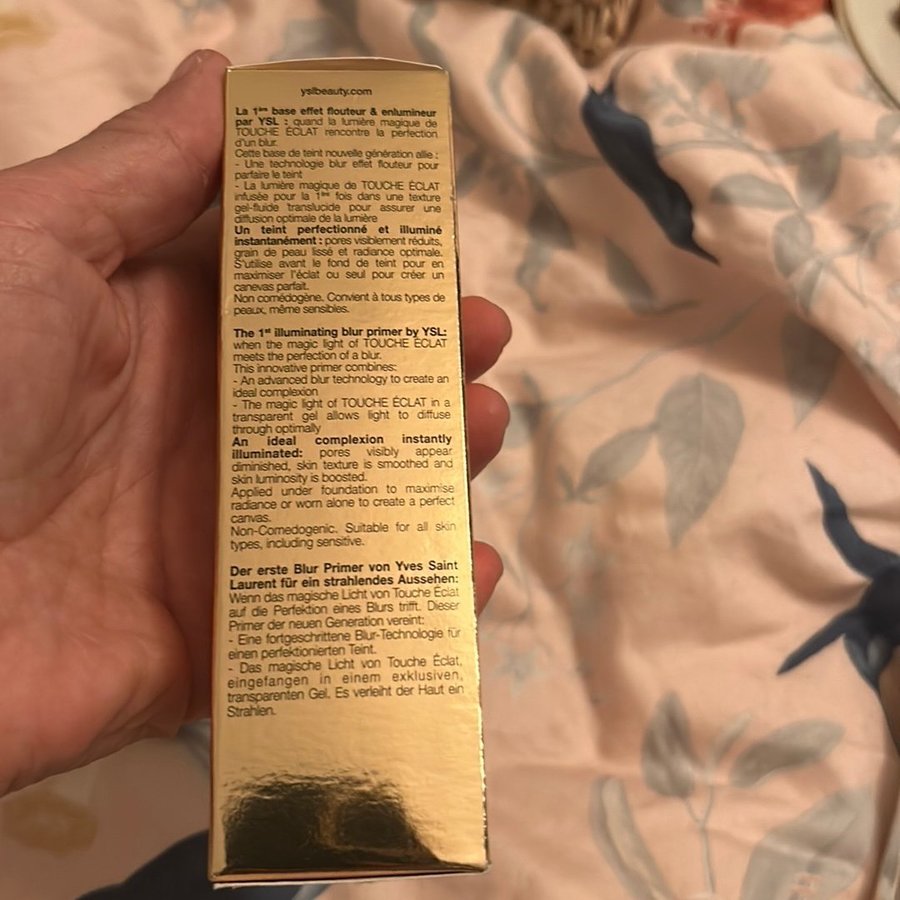 yslbeauty.com
La 1ère base effet flouteur & enlumineur
par YSL : quand la lumière magique de
TOUCHE ÉCLAT rencontre la perfection
d'un blur.
Cette base de teint nouvelle génération allie :
- Une technologie blur effet flouteur pour
parfaire le teint
- La lumière magique de TOUCHE ÉCLAT
infusée pour la 1ère fois dans une texture
gel-fluide translucide pour assurer une
diffusion optimale de la lumière
Un teint perfectionné et illuminé
instantanément : pores visiblement réduits,
grain de peau lissé et radiance optimale.
S'utilise avant le fond de teint pour en
maximiser l'éclat ou seul pour créer un
canevas parfait.
Non comédogène. Convient à tous types de
peaux, même sensibles.
The 1st illuminating blur primer by YSL:
when the magic light of TOUCHE ÉCLAT
meets the perfection of a blur.
This innovative primer combines:
- An advanced blur technology to create an
ideal complexion
- The magic light of TOUCHE ÉCLAT in a
transparent gel allows light to diffuse
through optimally
An ideal complexion instantly
illuminated: pores visibly appear
diminished, skin texture is smoothed and
skin luminosity is boosted.
Applied under foundation to maximise
radiance or worn alone to create a perfect
canvas.
Non-Comedogenic. Suitable for all skin
types, including sensitive.
Der erste Blur Primer von Yves Saint
Laurent für ein strahlendes Aussehen:
Wenn das magische Licht von Touche Éclat
auf die Perfektion eines Blurs trifft. Dieser
Primer der neuen Generation vereint:
- Eine fortgeschrittene Blur-Technologie für
einen perfektionierten Teint.
- Das magische Licht von Touche Éclat,
eingefangen in einem exklusiven,
transparenten Gel. Es verleiht der Haut ein
Strahlen.